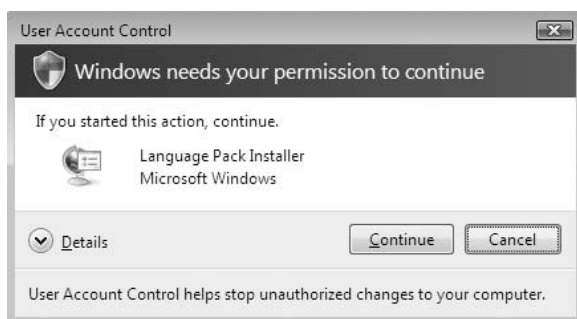 User Account Control
Windows needs your permission to continue
If you started this action, continue.
Language Pack Installer
Microsoft Windows
Details
Continue
Cancel
User Account Control helps stop unauthorized changes to your computer.